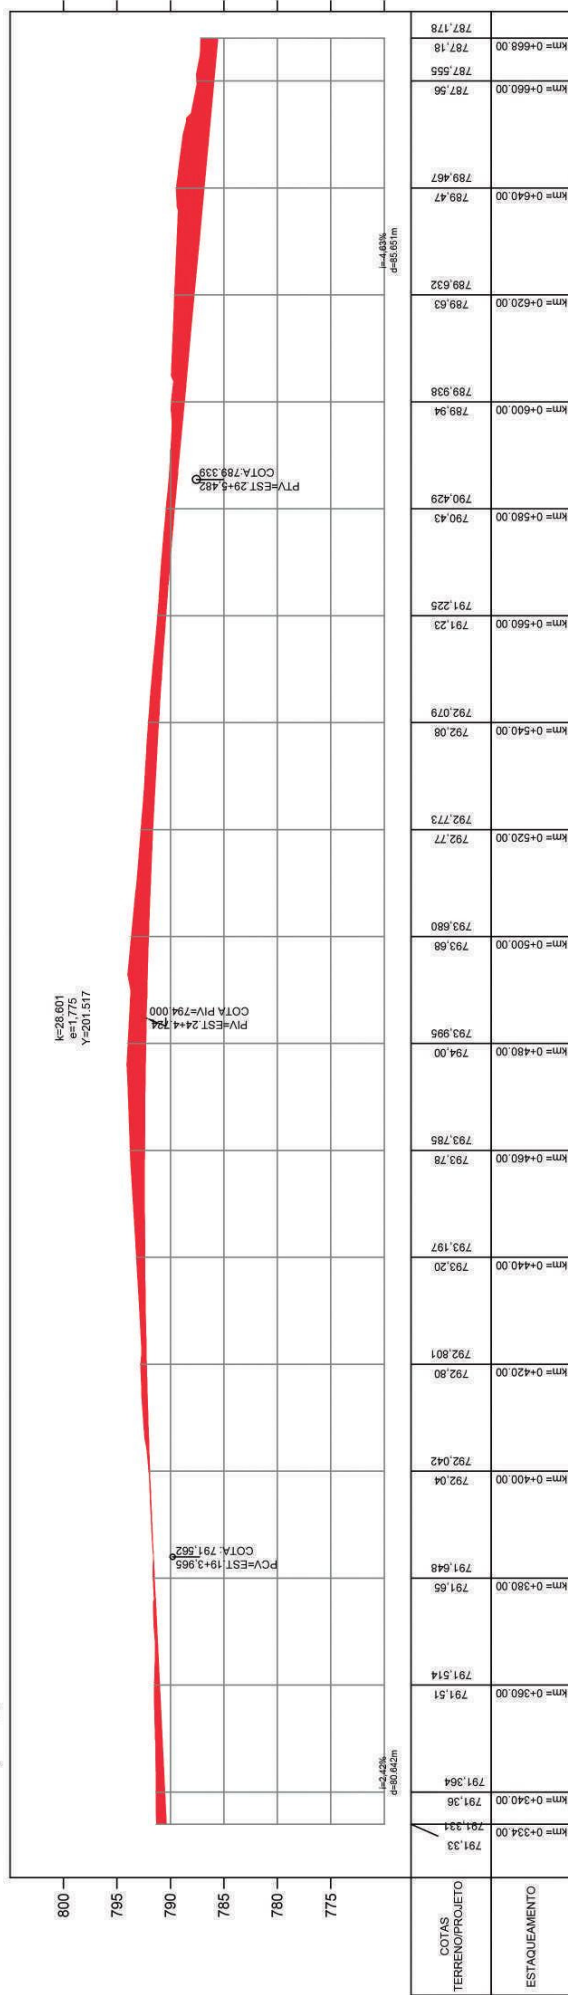 800
795
790
785
780
775
k=28.601
e=1,775
Y=201.517
PCV=EST.19+3,965
COTA: 791,562
PIV=EST.24+4,724
COTA PIV=794.000
PTV=EST.29+5,482
COTA:789.339
i=2,42%
d=80.642m
i=-4,63%
d=85.651m
COTAS
TERRENO/PROJETO
791,33
791,331
791,36
791,364
791,51
791,514
791,65
791,648
792,04
792,042
792,80
792,801
793,20
793,197
793,78
793,785
794,00
793,995
793,68
793,680
792,77
792,773
792,08
792,079
791,23
791,225
790,43
790,429
789,94
789,938
789,63
789,632
789,47
789,467
787,56
787,555
787,18
787,178
ESTAQUEAMENTO
km= 0+334.00
km= 0+340.00
km= 0+360.00
km= 0+380.00
km= 0+400.00
km= 0+420.00
km= 0+440.00
km= 0+460.00
km= 0+480.00
km= 0+500.00
km= 0+520.00
km= 0+540.00
km= 0+560.00
km= 0+580.00
km= 0+600.00
km= 0+620.00
km= 0+640.00
km= 0+660.00
km= 0+668.00